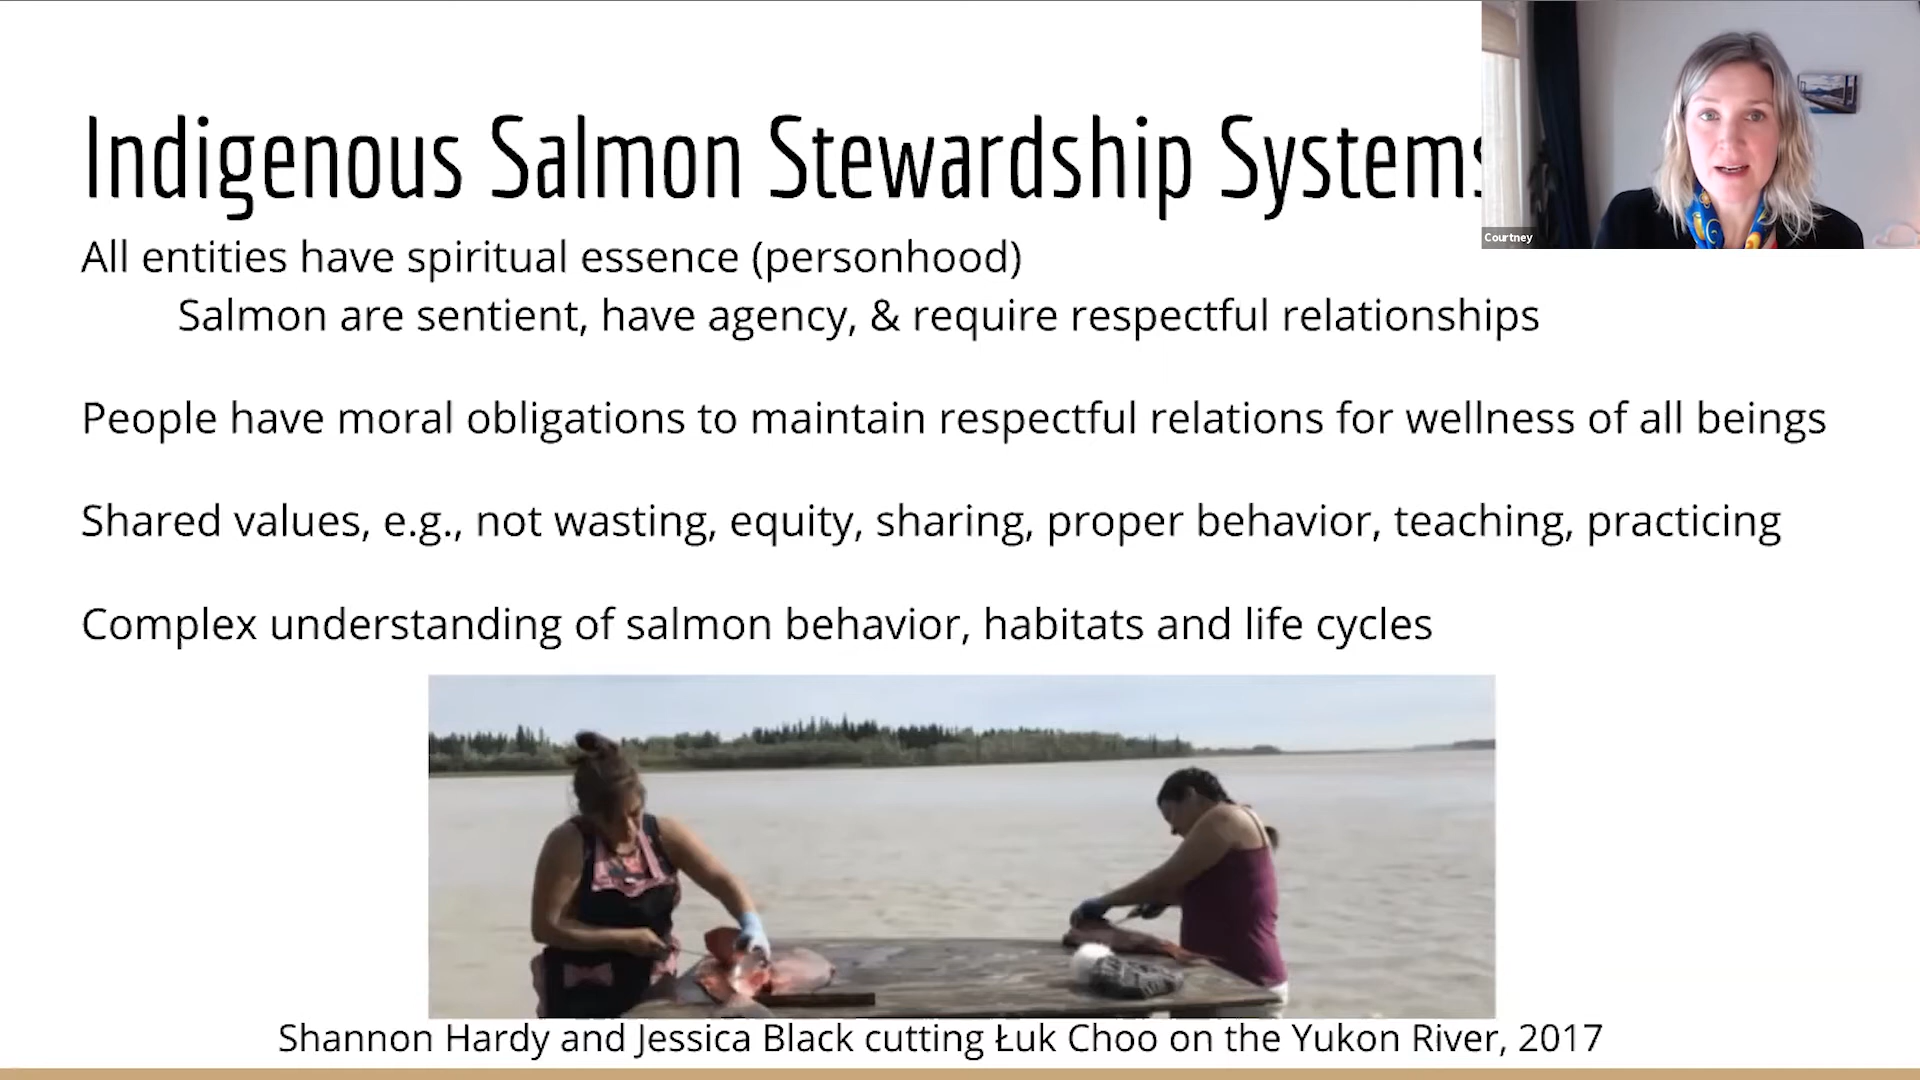 Indigenous Salmon Stewardship Systems
Courtney
All entities have spiritual essence (personhood)
Salmon are sentient, have agency, & require respectful relationships
People have moral obligations to maintain respectful relations for wellness of all beings
Shared values, e.g., not wasting, equity, sharing, proper behavior, teaching, practicing
Complex understanding of salmon behavior, habitats and life cycles
Shannon Hardy and Jessica Black cutting Łuk Choo on the Yukon River, 2017